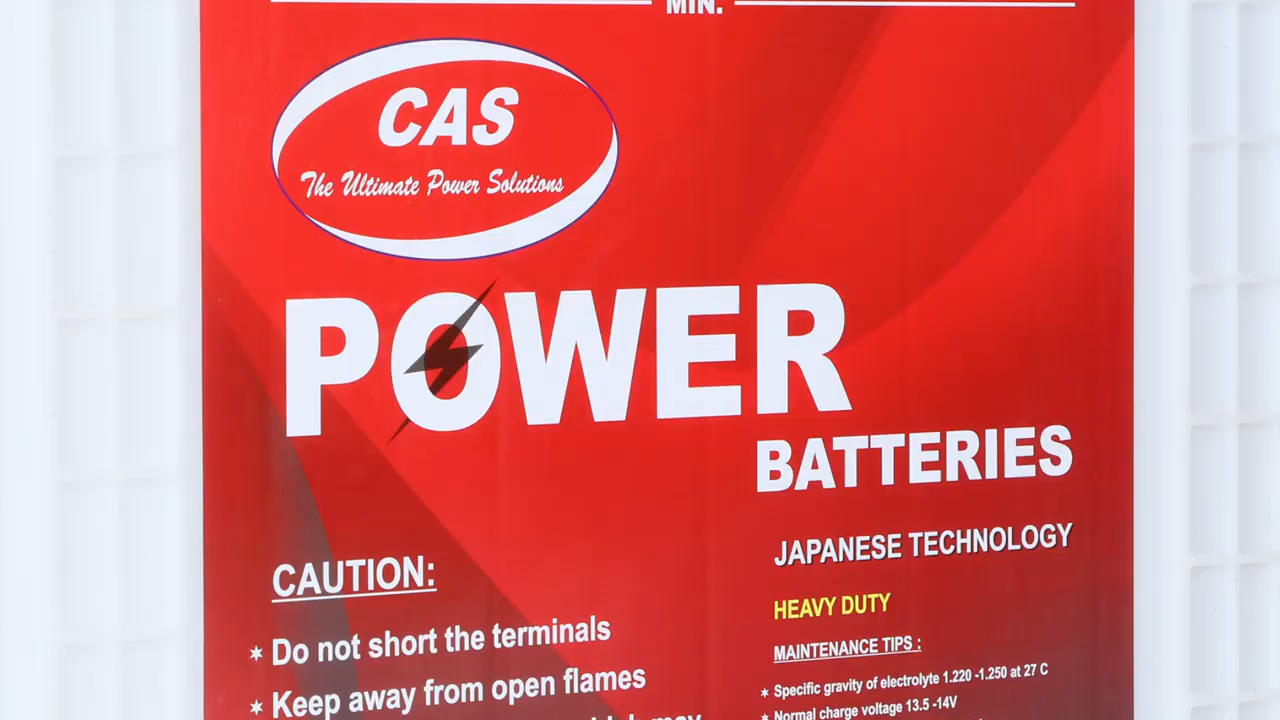 MIN.
CAS
The Ultimate Power Solutions
POWER
BATTERIES
JAPANESE TECHNOLOGY
HEAVY DUTY
CAUTION:
* Do not short the terminals
* Keep away from open flames
may
MAINTENANCE TIPS :
* Specific gravity of electrolyte 1.220 -1.250 at 27 C
* Normal charge voltage 13.5 -14V